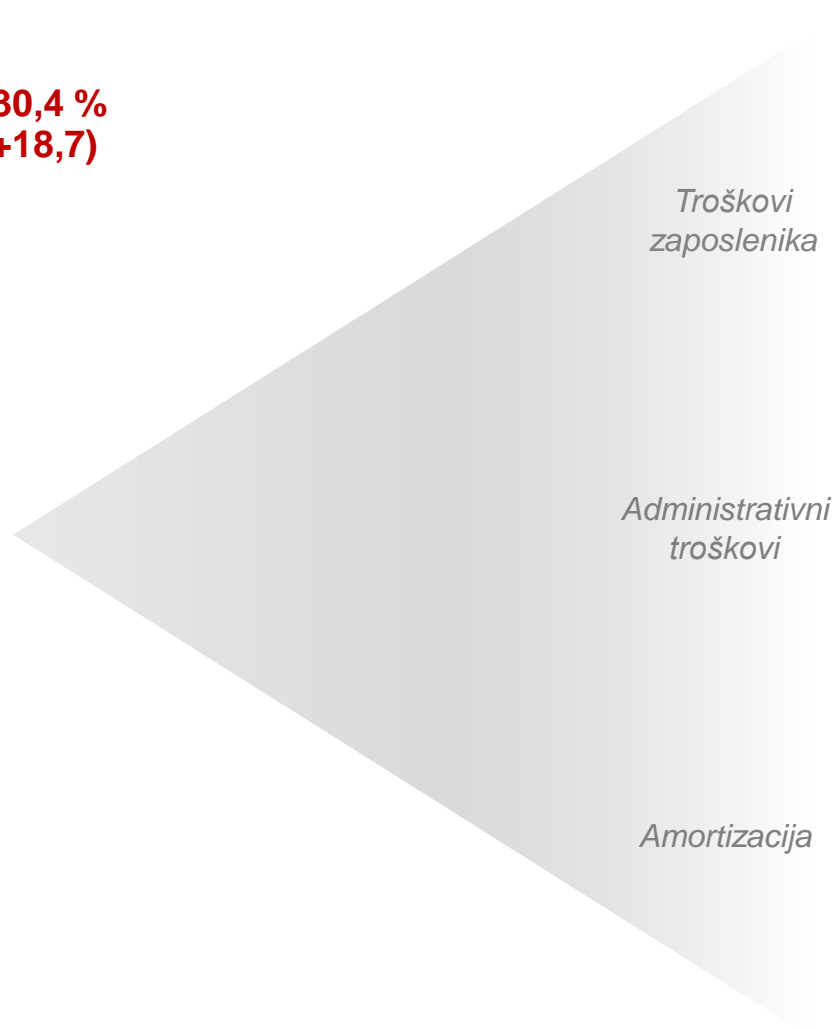 30,4 %
+18,7)
Troškovi
zaposlenika
Administrativni
troškovi
Amortizacija